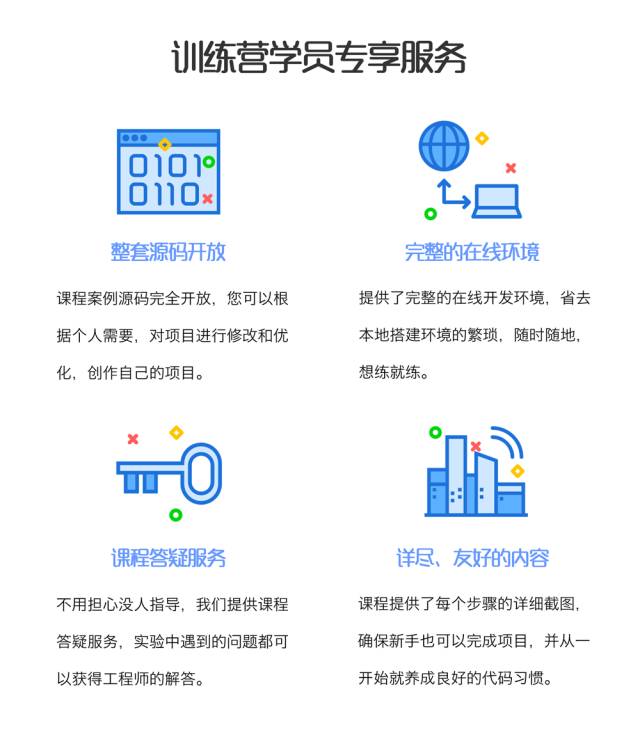 训练营学员专享服务
0101
0110
整套源码开放
完整的在线环境
课程案例源码完全开放，您可以根
据个人需要，对项目进行修改和优
化，创作自己的项目。
提供了完整的在线开发环境，省去
本地搭建环境的繁琐，随时随地，
想练就练。
课程答疑服务
详尽、友好的内容
不用担心没人指导，我们提供课程
答疑服务，实验中遇到的问题都可
以获得工程师的解答。
课程提供了每个步骤的详细截图，
确保新手也可以完成项目，并从一
开始就养成良好的代码习惯。